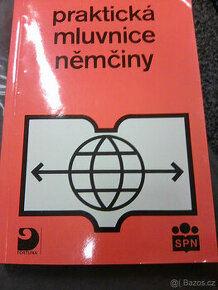 praktická
mluvnice
němčiny
FORTUNA
SPN
Bazos.cz